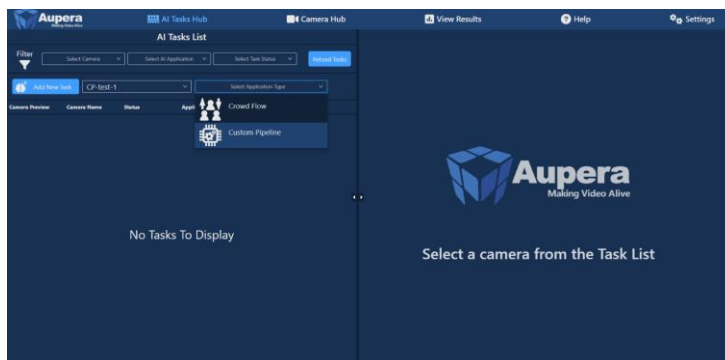 Aupera
Making Video Alive
AI Tasks Hub
Camera Hub
View Results
Help
Settings
AI Tasks List
Filter
Select Camera
Select AI Application
Select Task Status
Reload Tasks
Add New Task
CP-test-1
Select Application Type
Camera Preview
Camera Name
Status
Appli
Crowd Flow
Custom Pipeline
No Tasks To Display
Aupera
Making Video Alive
Select a camera from the Task List